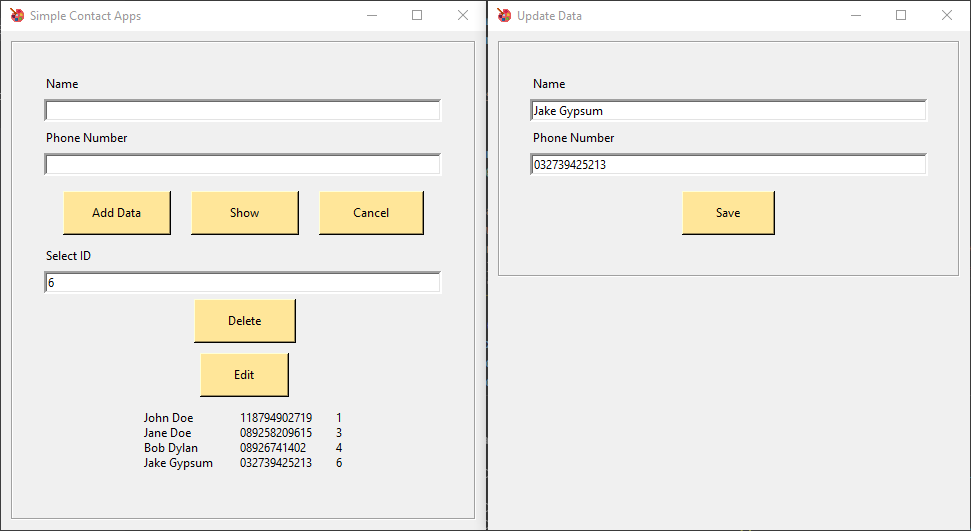 Simple Contact Apps
Name
Phone Number
Add Data Show Cancel
Select ID
6
Delete
Edit
John Doe 118794902719 1
Jane Doe 089258209615 3
Bob Dylan 08926741402 4
Jake Gypsum 032739425213 6
Update Data
Name
Jake Gypsum
Phone Number
032739425213
Save